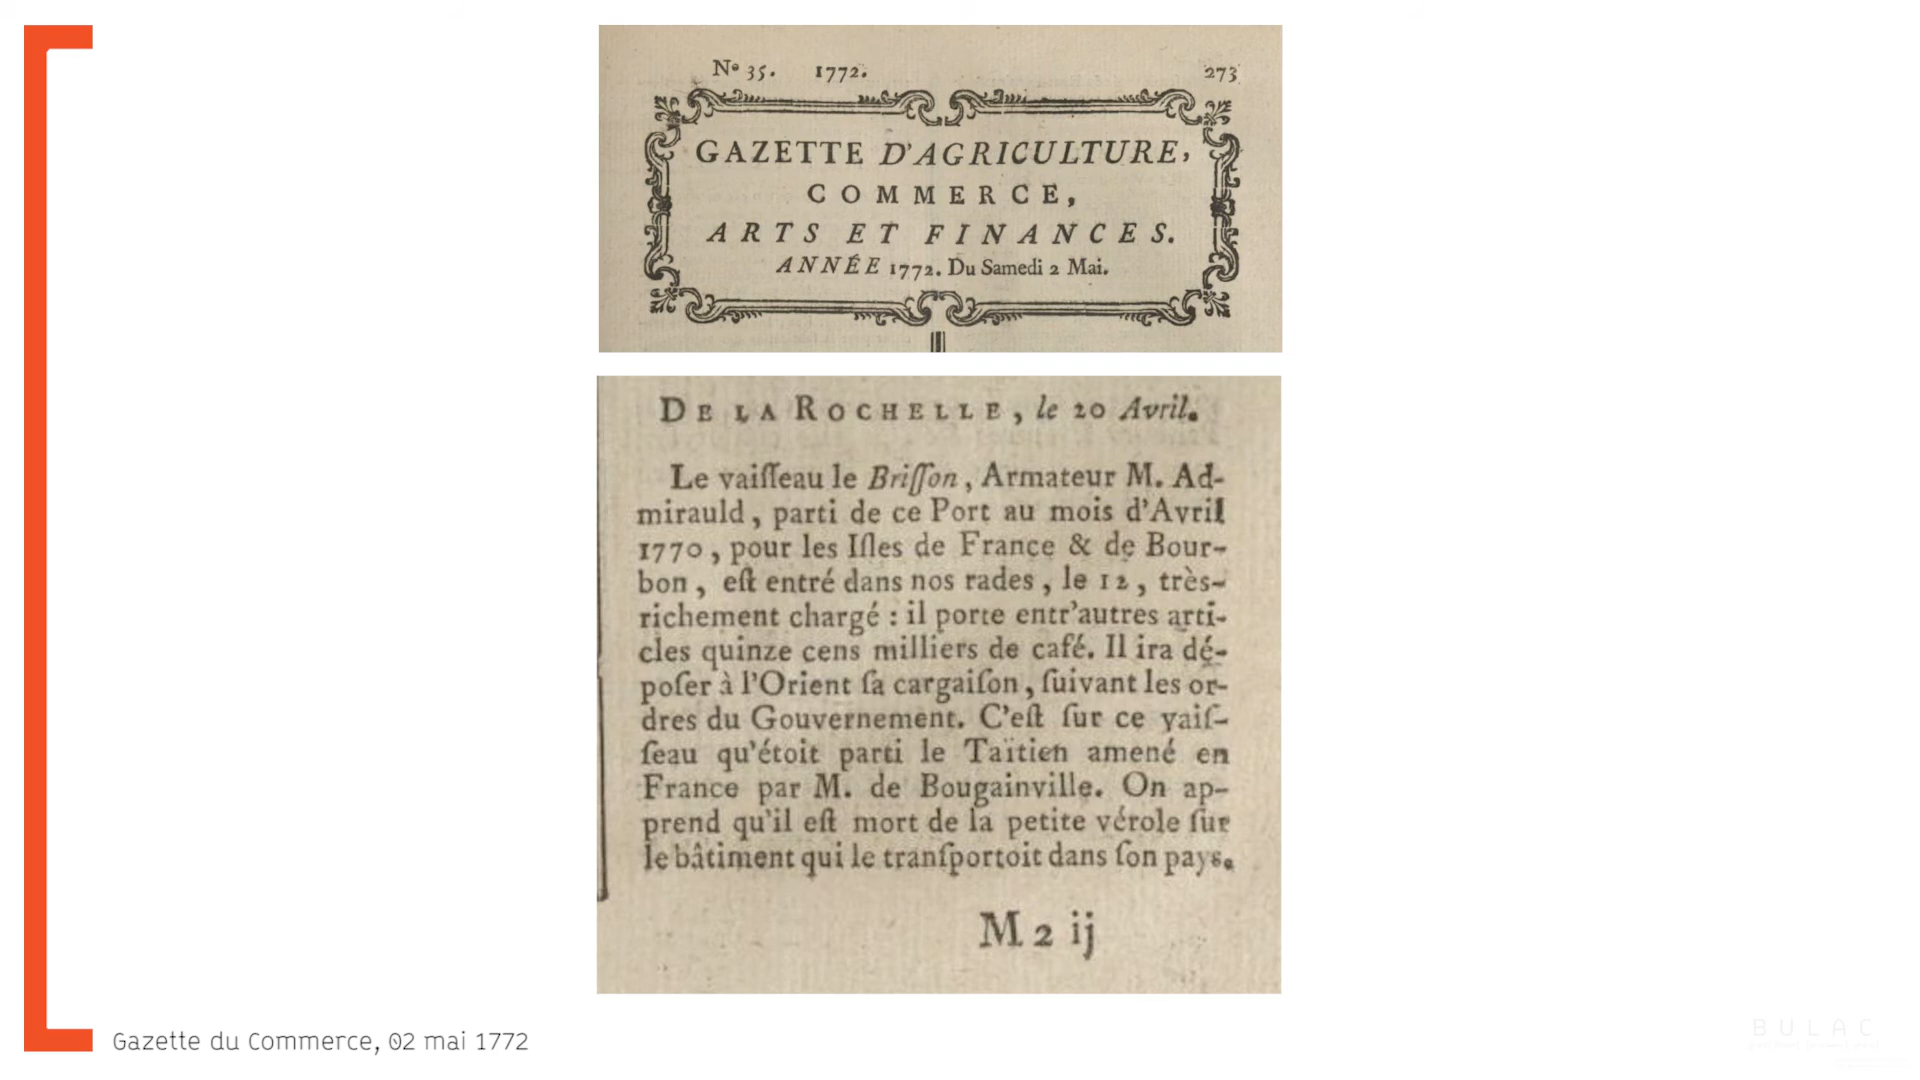 Nº 35. 1772. 273
GAZETTE D'AGRICULTURE,
COMMERCE,
ARTS ET FINANCES.
ANNÉE 1772. Du Samedi 2 Mai.
DE LA ROCHELLE, le 20 Avril.
Le vaiſſeau le Briſſon, Armateur M. Ad-
mirauld, parti de ce Port au mois d'Avril
1770, pour les Iſles de France & de Bour-
bon, eſt entré dans nos rades, le 12, très-
richement chargé : il porte entr'autres arti-
cles quinze cens milliers de café. Il ira dé-
poſer à l'Orient ſa cargaiſon, ſuivant les or-
dres du Gouvernement. C'eſt ſur ce vaiſ-
ſeau qu'étoit parti le Taïtien amené en
France par M. de Bougainville. On ap-
prend qu'il eſt mort de la petite vérole ſur
le bâtiment qui le tranſportoit dans ſon pays.
M 2 ij
Gazette du Commerce, 02 mai 1772
BULAC